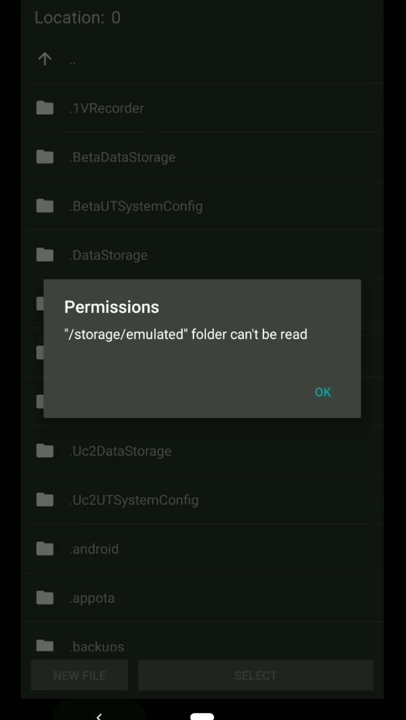 Location: 0
..
.1VRecorder
.BetaDataStorage
.BetaUTSystemConfig
.DataStorage
Permissions
"/storage/emulated" folder can't be read
OK
.Uc2DataStorage
.Uc2UTSystemConfig
.android
.appota
.backups
NEW FILE
SELECT